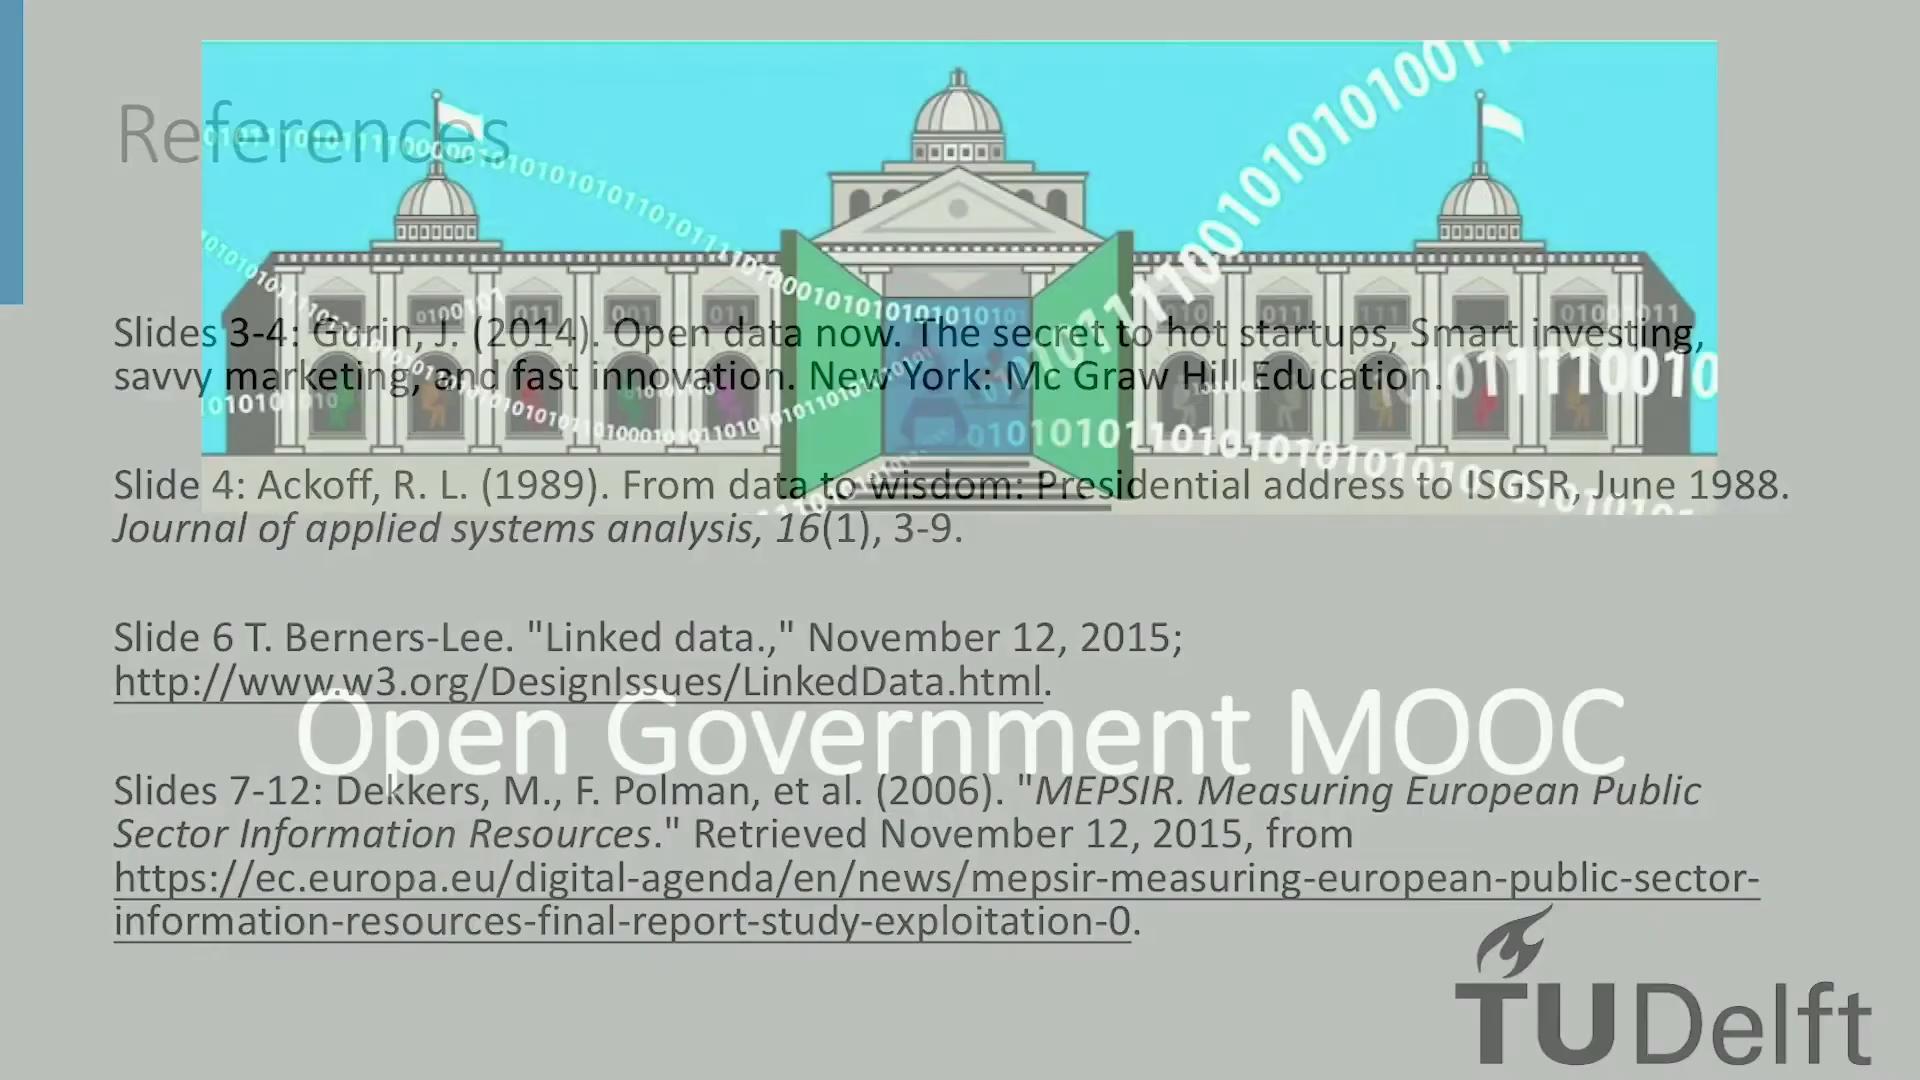 References
Slides 3-4: Gurin, J. (2014). Open data now. The secret to hot startups, Smart investing,
savvy marketing, and fast innovation. New York: Mc Graw Hill Education.
Slide 4: Ackoff, R. L. (1989). From data to wisdom: Presidential address to ISGSR, June 1988.
Journal of applied systems analysis, 16(1), 3-9.
Slide 6 T. Berners-Lee. "Linked data.," November 12, 2015;
http://www.w3.org/DesignIssues/LinkedData.html.
Open Government MOOC
Slides 7-12: Dekkers, M., F. Polman, et al. (2006). "MEPSIR. Measuring European Public
Sector Information Resources." Retrieved November 12, 2015, from
https://ec.europa.eu/digital-agenda/en/news/mepsir-measuring-european-public-sector-
information-resources-final-report-study-exploitation-0.
TUDelft